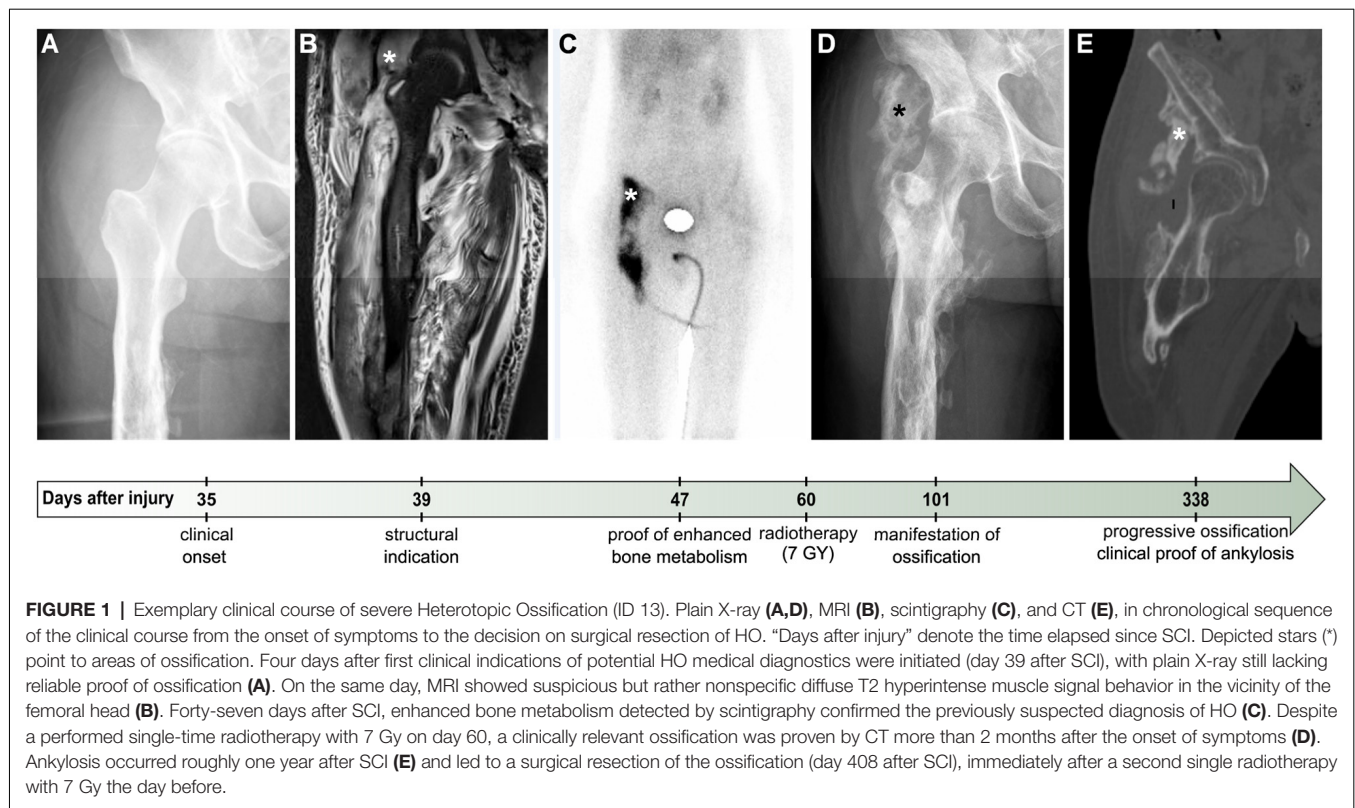 A
B
*
C
*
D
*
E
*
I
Days after injury 35 39 47 60 101 338
clinical
onset
structural
indication
proof of enhanced
bone metabolism
radiotherapy
(7 GY)
manifestation of
ossification
progressive ossification
clinical proof of ankylosis
FIGURE 1 | Exemplary clinical course of severe Heterotopic Ossification (ID 13). Plain X-ray (A,D), MRI (B), scintigraphy (C), and CT (E), in chronological sequence
of the clinical course from the onset of symptoms to the decision on surgical resection of HO. “Days after injury” denote the time elapsed since SCI. Depicted stars (*)
point to areas of ossification. Four days after first clinical indications of potential HO medical diagnostics were initiated (day 39 after SCI), with plain X-ray still lacking
reliable proof of ossification (A). On the same day, MRI showed suspicious but rather nonspecific diffuse T2 hyperintense muscle signal behavior in the vicinity of the
femoral head (B). Forty-seven days after SCI, enhanced bone metabolism detected by scintigraphy confirmed the previously suspected diagnosis of HO (C). Despite
a performed single-time radiotherapy with 7 Gy on day 60, a clinically relevant ossification was proven by CT more than 2 months after the onset of symptoms (D).
Ankylosis occurred roughly one year after SCI (E) and led to a surgical resection of the ossification (day 408 after SCI), immediately after a second single radiotherapy
with 7 Gy the day before.